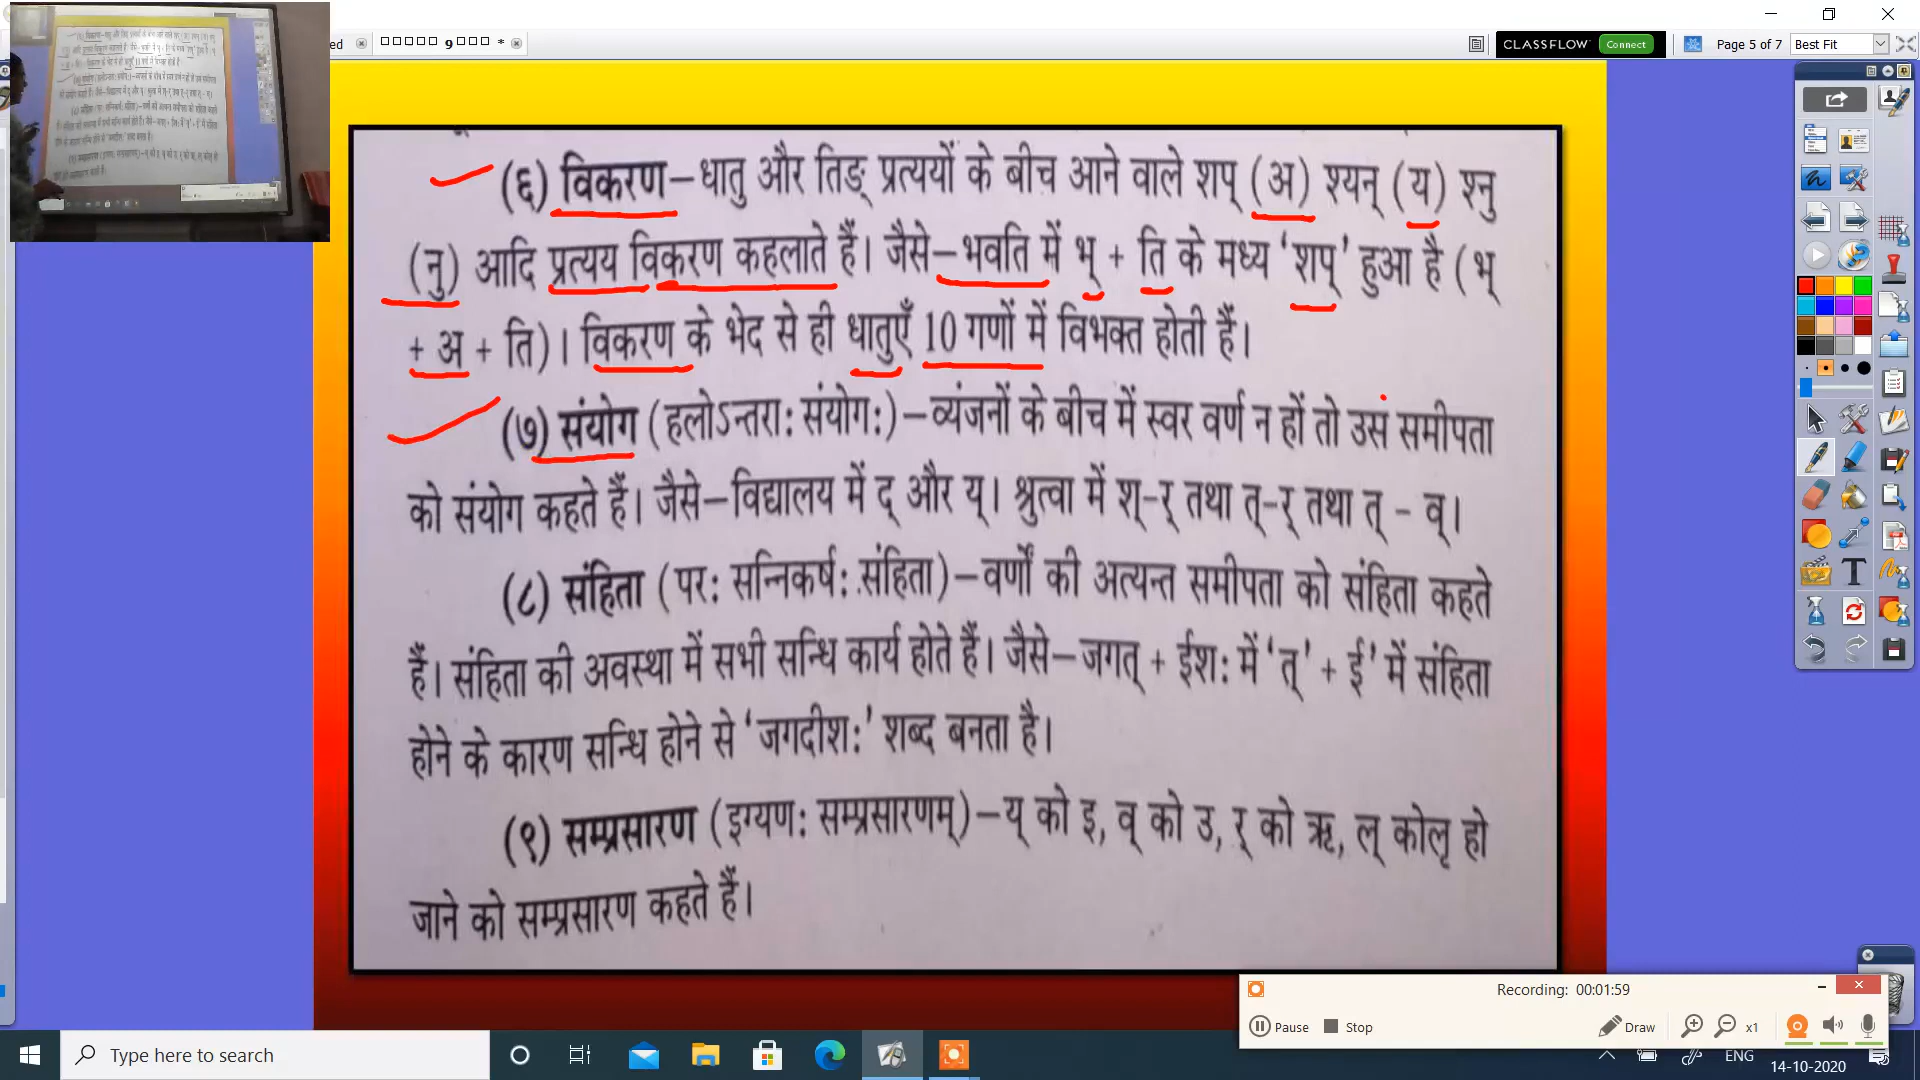 ed
9
*
CLASSFLOW Connect
Page 5 of 7
Best Fit
(६) विकरण – धातु और तिङ् प्रत्ययों के बीच आने वाले शप् (अ) श्यन् (य) श्नु
(नु) आदि प्रत्यय विकरण कहलाते हैं। जैसे – भवति में भ् + ति के मध्य 'शप्' हुआ है ( भ्
+ अ + ति)। विकरण के भेद से ही धातुएँ 10 गणों में विभक्त होती हैं।
(७) संयोग (हलोऽन्तराः संयोगः) – व्यंजनों के बीच में स्वर वर्ण न हों तो उस समीपता
को संयोग कहते हैं। जैसे – विद्यालय में द् और य्। श्रुत्वा में श्-र् तथा त्-र् तथा त् - व्।
(८) संहिता (परः सन्निकर्षः संहिता) – वर्णों की अत्यन्त समीपता को संहिता कहते
हैं। संहिता की अवस्था में सभी सन्धि कार्य होते हैं। जैसे – जगत् + ईशः में 'त्' + ई' में संहिता
होने के कारण सन्धि होने से 'जगदीशः' शब्द बनता है।
(९) सम्प्रसारण (इग्यणः सम्प्रसारणम्) – य् को इ, व् को उ, र् को ऋ, ल् कोलृ हो
जाने को सम्प्रसारण कहते हैं।
Recording: 00:01:59
Pause
Stop
Draw
x1
Type here to search
ENG
14-10-2020